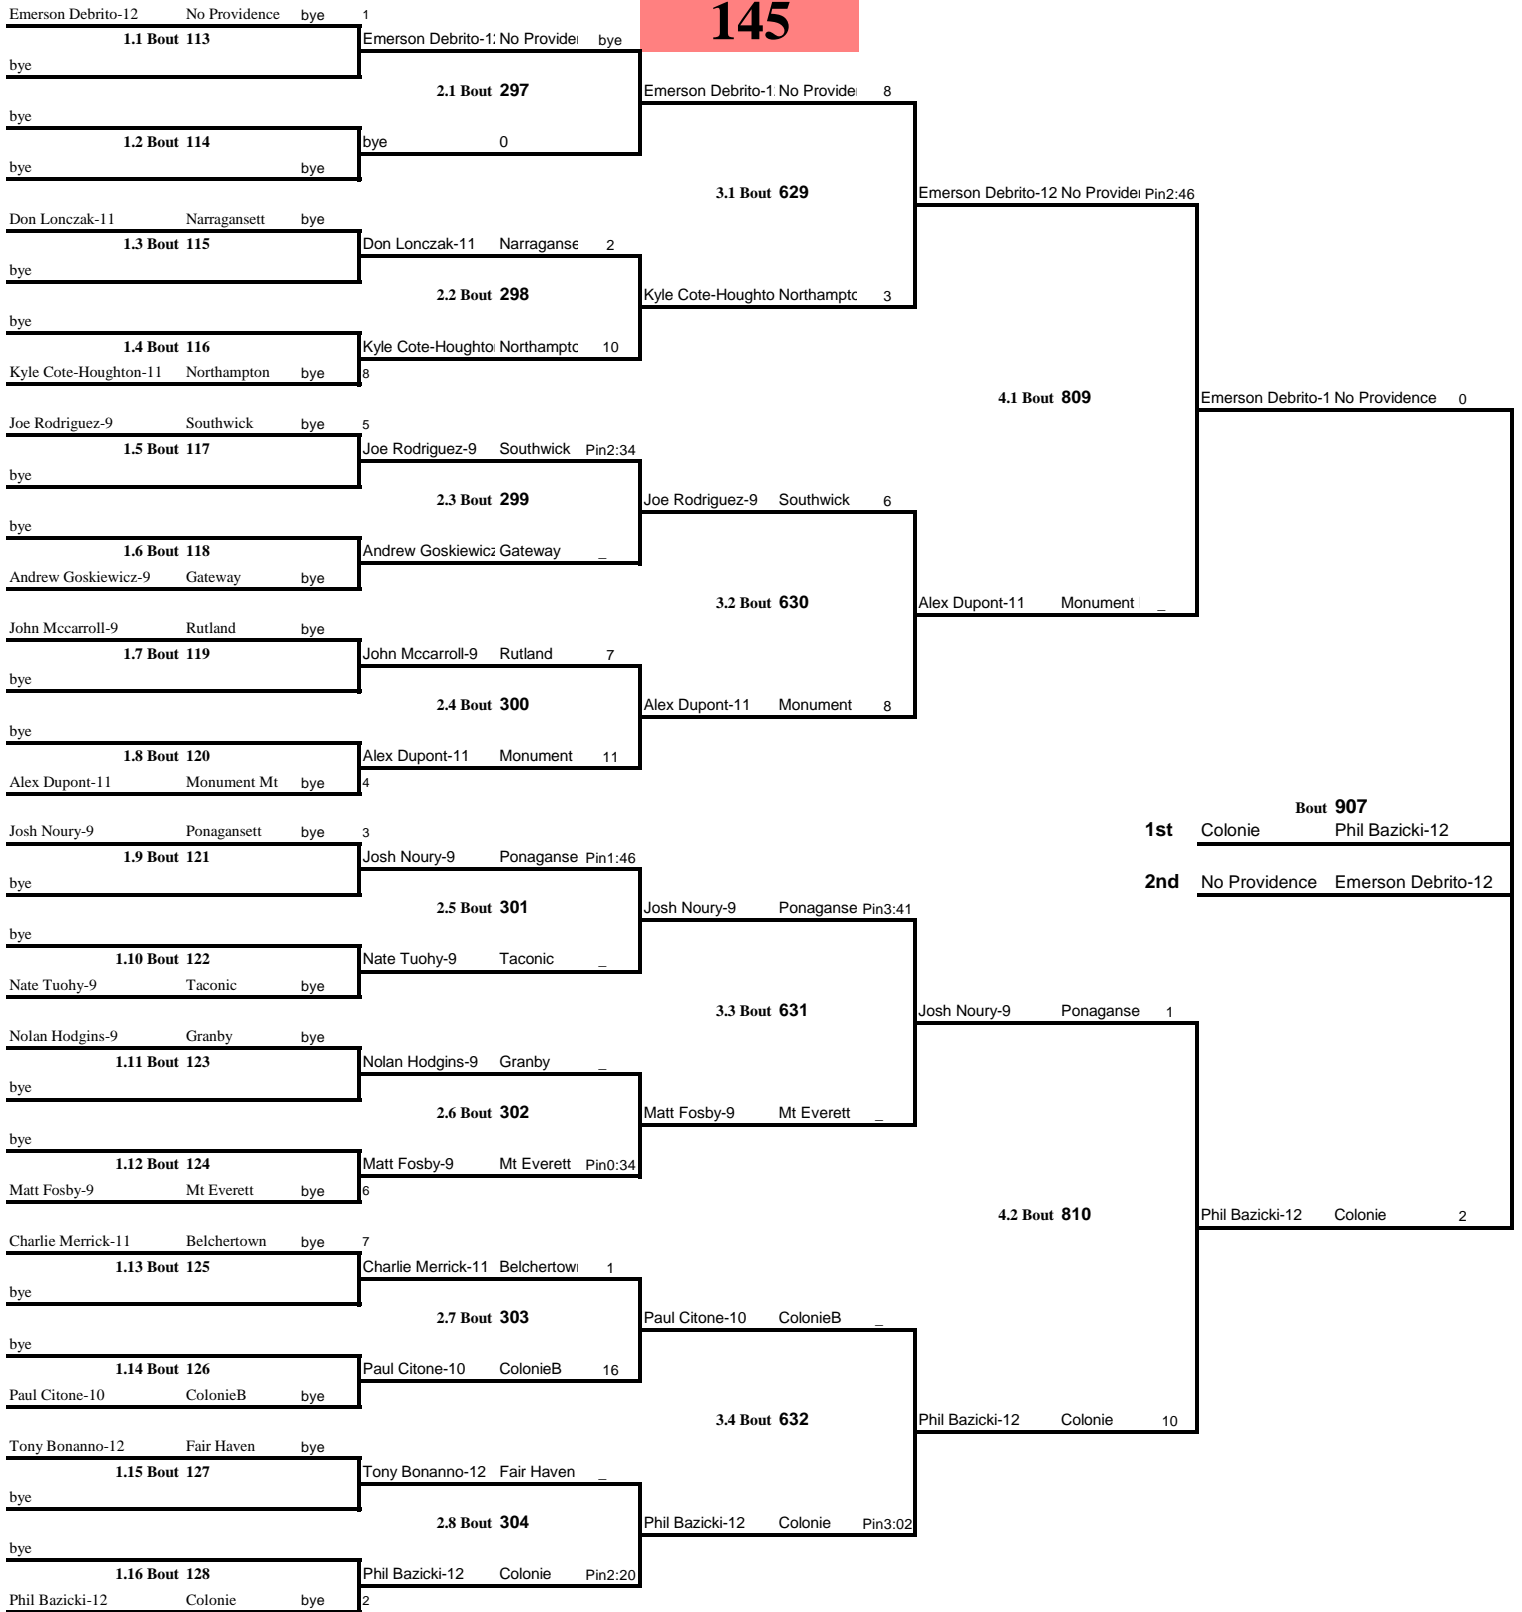 145
Emerson Debrito-12 No Providence bye 1
1.1 Bout 113 Emerson Debrito-12 No Provider bye
bye
2.1 Bout 297 Emerson Debrito-1 No Provider 8
bye
1.2 Bout 114 bye 0
bye bye
3.1 Bout 629 Emerson Debrito-12 No Provider Pin2:46
Don Lonczak-11 Narragansett bye
1.3 Bout 115 Don Lonczak-11 Narraganse 2
bye
2.2 Bout 298 Kyle Cote-Houghto Northampto 3
bye
1.4 Bout 116 Kyle Cote-Houghton Northampto 10
Kyle Cote-Houghton-11 Northampton bye 8
4.1 Bout 809 Emerson Debrito-1 No Providence 0
Joe Rodriguez-9 Southwick bye 5
1.5 Bout 117 Joe Rodriguez-9 Southwick Pin2:34
bye
2.3 Bout 299 Joe Rodriguez-9 Southwick 6
bye
1.6 Bout 118 Andrew Goskiewicz Gateway _
Andrew Goskiewicz-9 Gateway bye
3.2 Bout 630 Alex Dupont-11 Monument _
John Mccarroll-9 Rutland bye
1.7 Bout 119 John Mccarroll-9 Rutland 7
bye
2.4 Bout 300 Alex Dupont-11 Monument 8
bye
1.8 Bout 120 Alex Dupont-11 Monument 11
Alex Dupont-11 Monument Mt bye 4
Bout 907
Josh Noury-9 Ponagansett bye 3 1st Colonie Phil Bazicki-12
1.9 Bout 121 Josh Noury-9 Ponaganse Pin1:46
bye 2nd No Providence Emerson Debrito-12
2.5 Bout 301 Josh Noury-9 Ponaganse Pin3:41
bye
1.10 Bout 122 Nate Tuohy-9 Taconic _
Nate Tuohy-9 Taconic bye
3.3 Bout 631 Josh Noury-9 Ponaganse 1
Nolan Hodgins-9 Granby bye
1.11 Bout 123 Nolan Hodgins-9 Granby _
bye
2.6 Bout 302 Matt Fosby-9 Mt Everett _
bye
1.12 Bout 124 Matt Fosby-9 Mt Everett Pin0:34
Matt Fosby-9 Mt Everett bye 6
4.2 Bout 810 Phil Bazicki-12 Colonie 2
Charlie Merrick-11 Belchertown bye 7
1.13 Bout 125 Charlie Merrick-11 Belchertow 1
bye
2.7 Bout 303 Paul Citone-10 ColonieB _
bye
1.14 Bout 126 Paul Citone-10 ColonieB 16
Paul Citone-10 ColonieB bye
3.4 Bout 632 Phil Bazicki-12 Colonie 10
Tony Bonanno-12 Fair Haven bye
1.15 Bout 127 Tony Bonanno-12 Fair Haven _
bye
2.8 Bout 304 Phil Bazicki-12 Colonie Pin3:02
bye
1.16 Bout 128 Phil Bazicki-12 Colonie Pin2:20
Phil Bazicki-12 Colonie bye 2